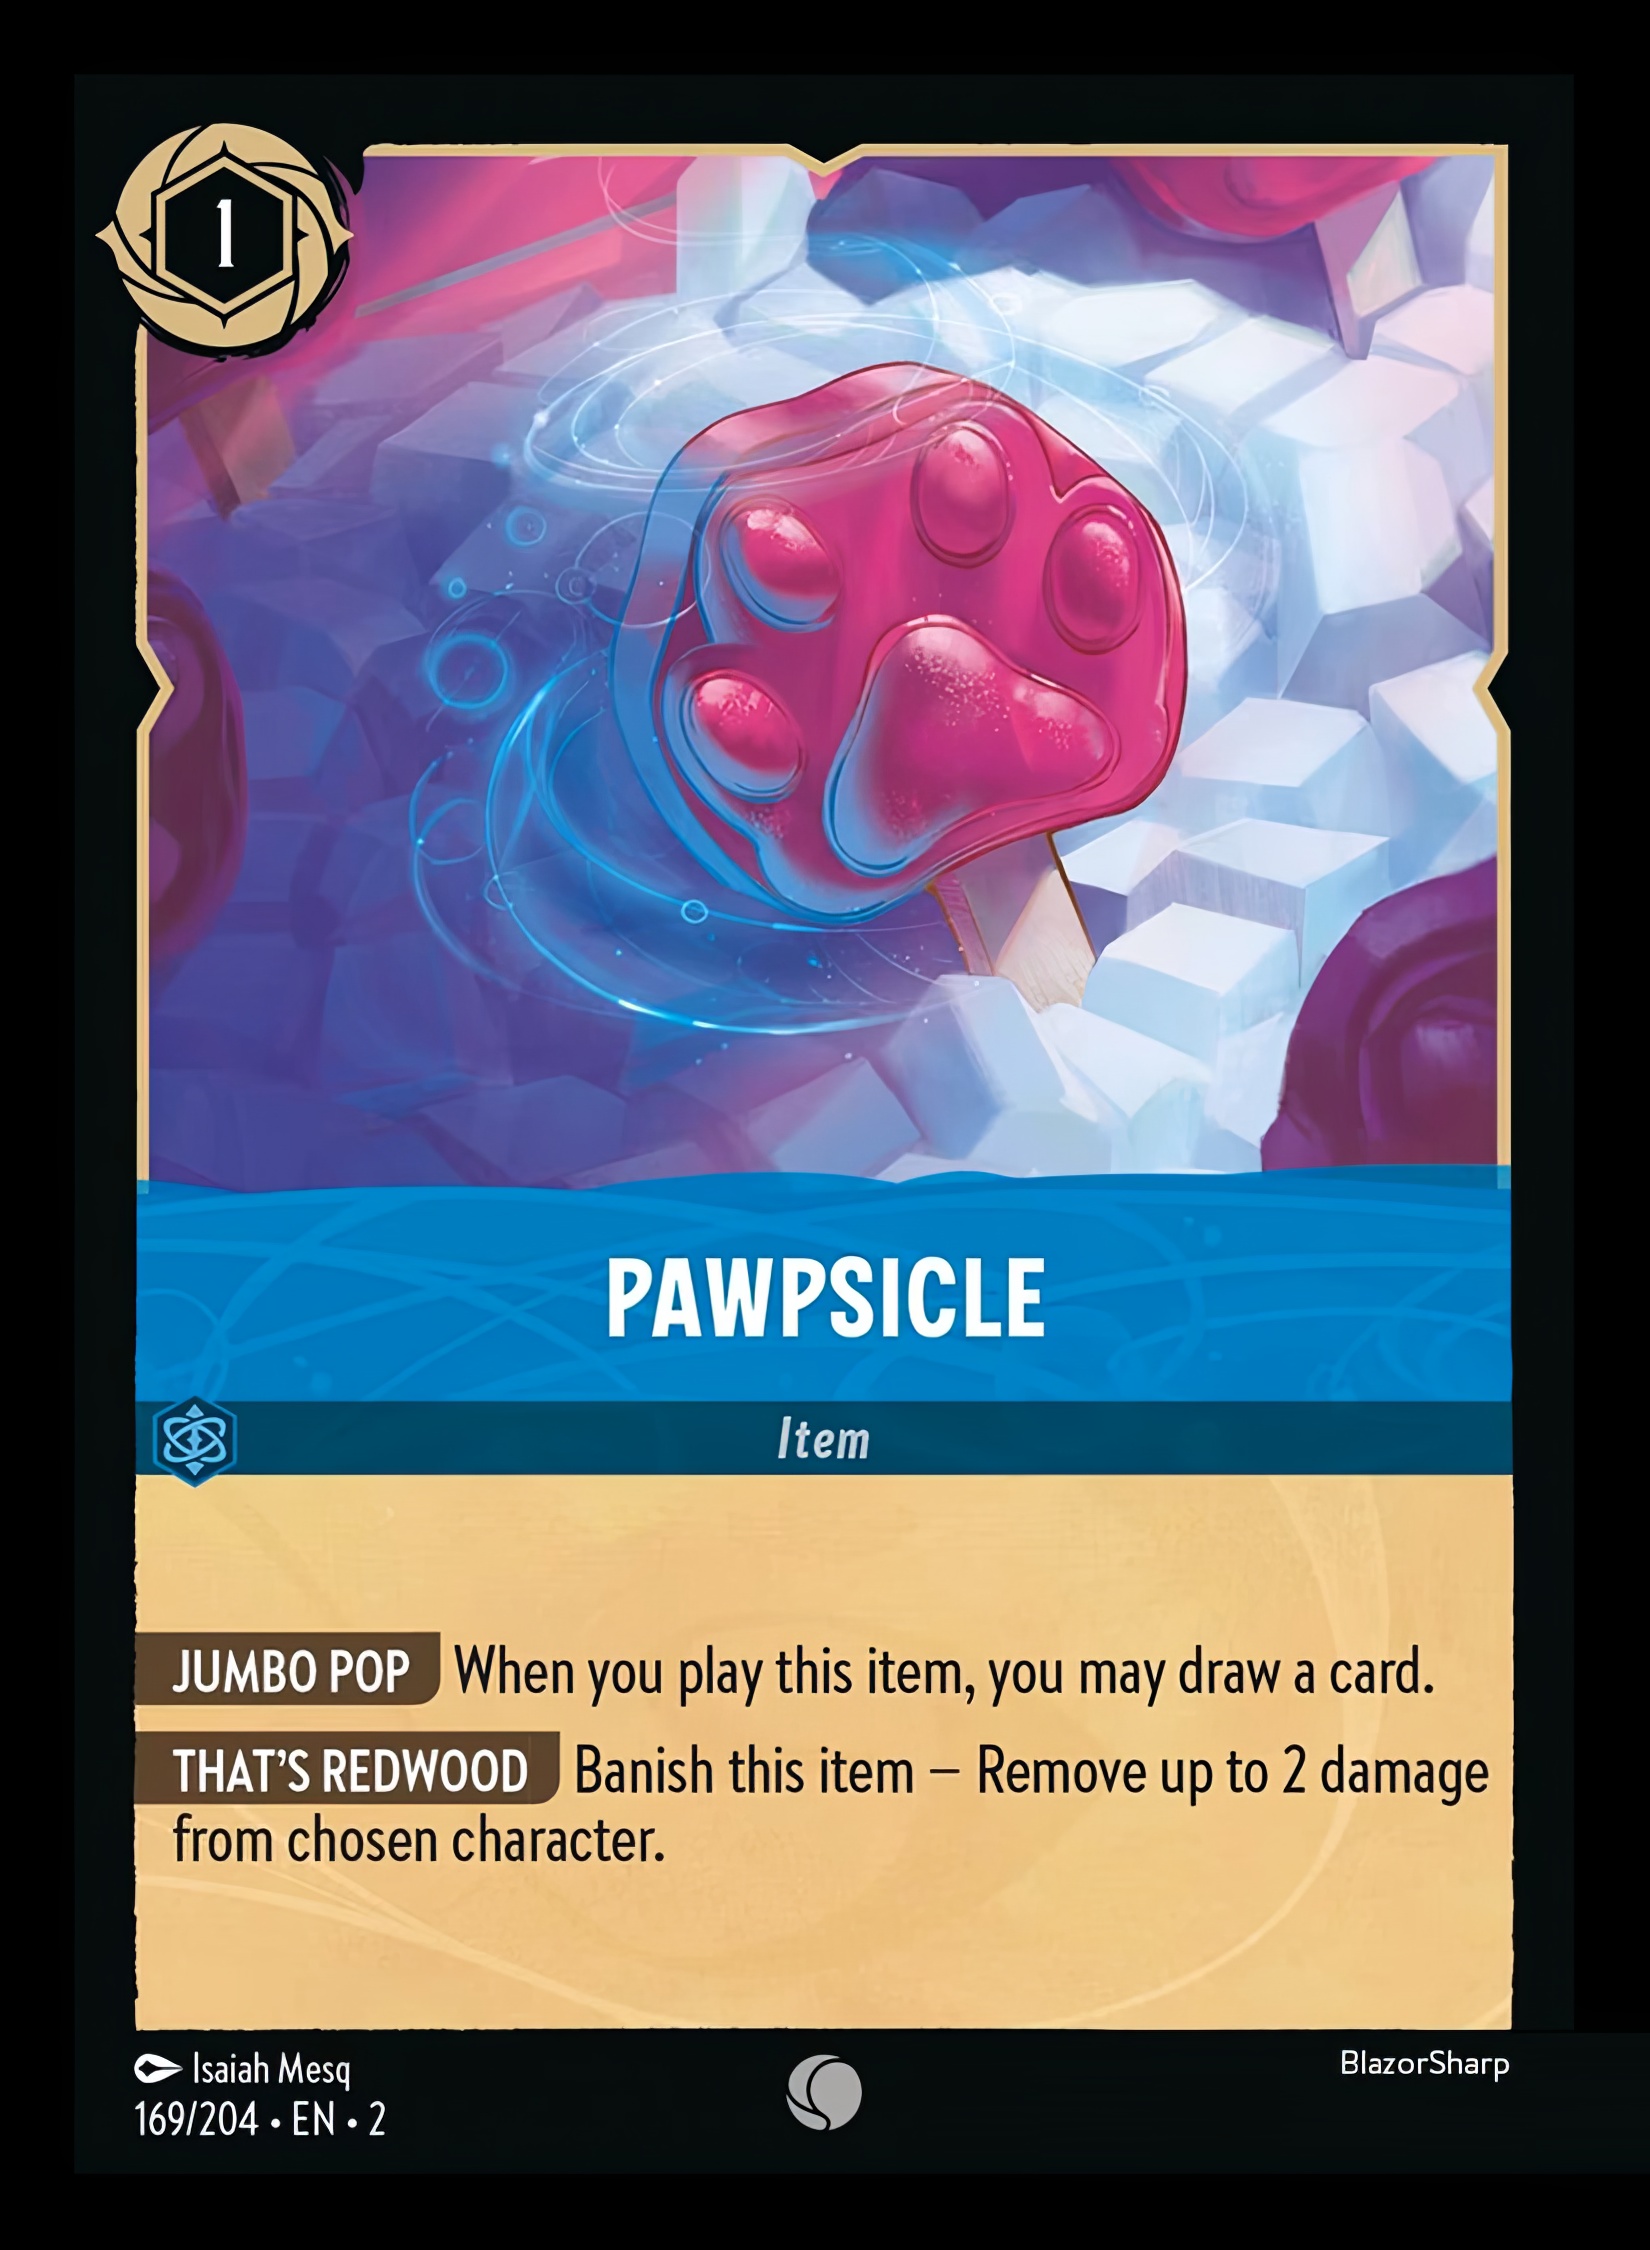 1
PAWPSICLE
Item
JUMBO POP When you play this item, you may draw a card.
THAT'S REDWOOD Banish this item – Remove up to 2 damage
from chosen character.
Isaiah Mesq
BlazorSharp
169/204 • EN • 2